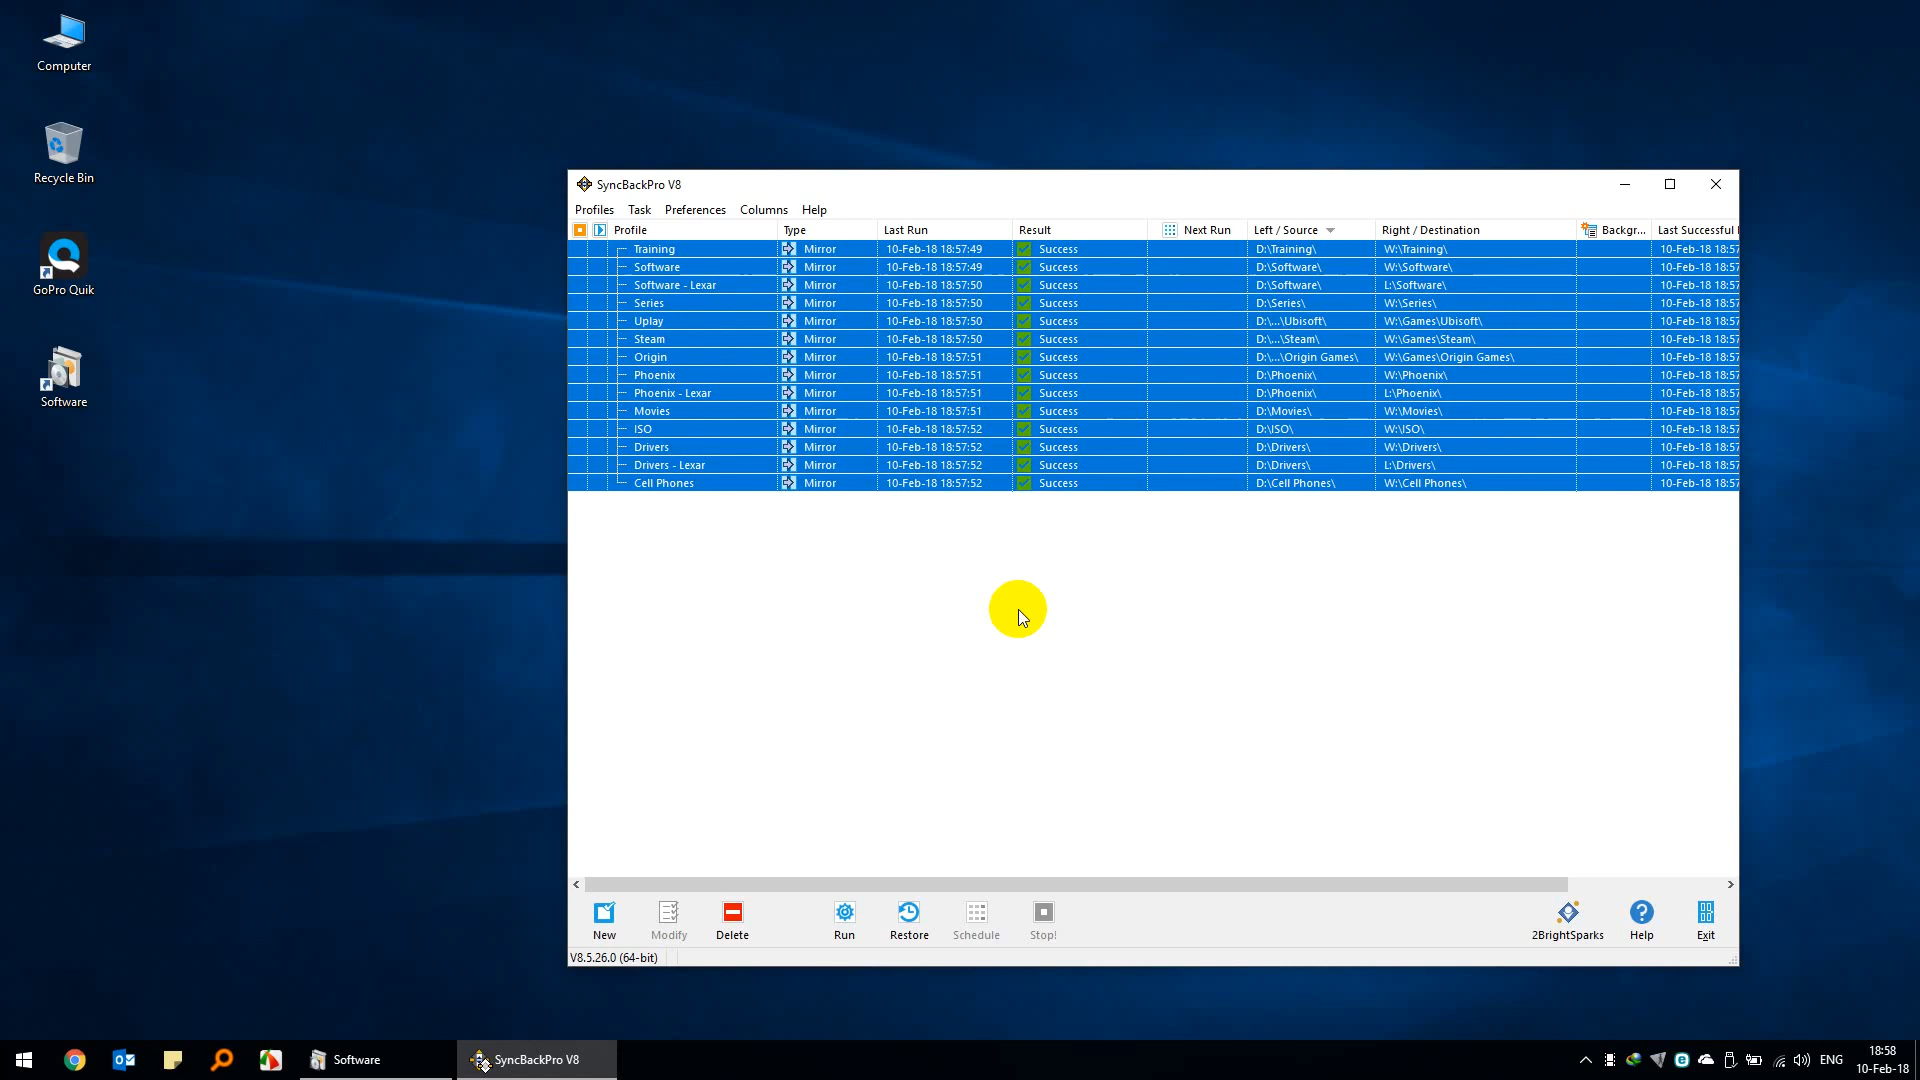 Computer
Recycle Bin
GoPro Quik
Software
SyncBackPro V8
Profiles Task Preferences Columns Help
Profile Type Last Run Result Next Run Left / Source Right / Destination Backgr... Last Successful
Training Mirror 10-Feb-18 18:57:49 Success D:\Training\ W:\Training\ 10-Feb-18 18:57
Software Mirror 10-Feb-18 18:57:49 Success D:\Software\ W:\Software\ 10-Feb-18 18:57
Software - Lexar Mirror 10-Feb-18 18:57:50 Success D:\Software\ L:\Software\ 10-Feb-18 18:57
Series Mirror 10-Feb-18 18:57:50 Success D:\Series\ W:\Series\ 10-Feb-18 18:57
Uplay Mirror 10-Feb-18 18:57:50 Success D:\...\Ubisoft\ W:\Games\Ubisoft\ 10-Feb-18 18:57
Steam Mirror 10-Feb-18 18:57:50 Success D:\...\Steam\ W:\Games\Steam\ 10-Feb-18 18:57
Origin Mirror 10-Feb-18 18:57:51 Success D:\...\Origin Games\ W:\Games\Origin Games\ 10-Feb-18 18:57
Phoenix Mirror 10-Feb-18 18:57:51 Success D:\Phoenix\ W:\Phoenix\ 10-Feb-18 18:57
Phoenix - Lexar Mirror 10-Feb-18 18:57:51 Success D:\Phoenix\ L:\Phoenix\ 10-Feb-18 18:57
Movies Mirror 10-Feb-18 18:57:51 Success D:\Movies\ W:\Movies\ 10-Feb-18 18:57
ISO Mirror 10-Feb-18 18:57:52 Success D:\ISO\ W:\ISO\ 10-Feb-18 18:57
Drivers Mirror 10-Feb-18 18:57:52 Success D:\Drivers\ W:\Drivers\ 10-Feb-18 18:57
Drivers - Lexar Mirror 10-Feb-18 18:57:52 Success D:\Drivers\ L:\Drivers\ 10-Feb-18 18:57
Cell Phones Mirror 10-Feb-18 18:57:52 Success D:\Cell Phones\ W:\Cell Phones\ 10-Feb-18 18:57
New Modify Delete Run Restore Schedule Stop! 2BrightSparks Help Exit
V8.5.26.0 (64-bit)
Software SyncBackPro V8 ENG 18:58
10-Feb-18